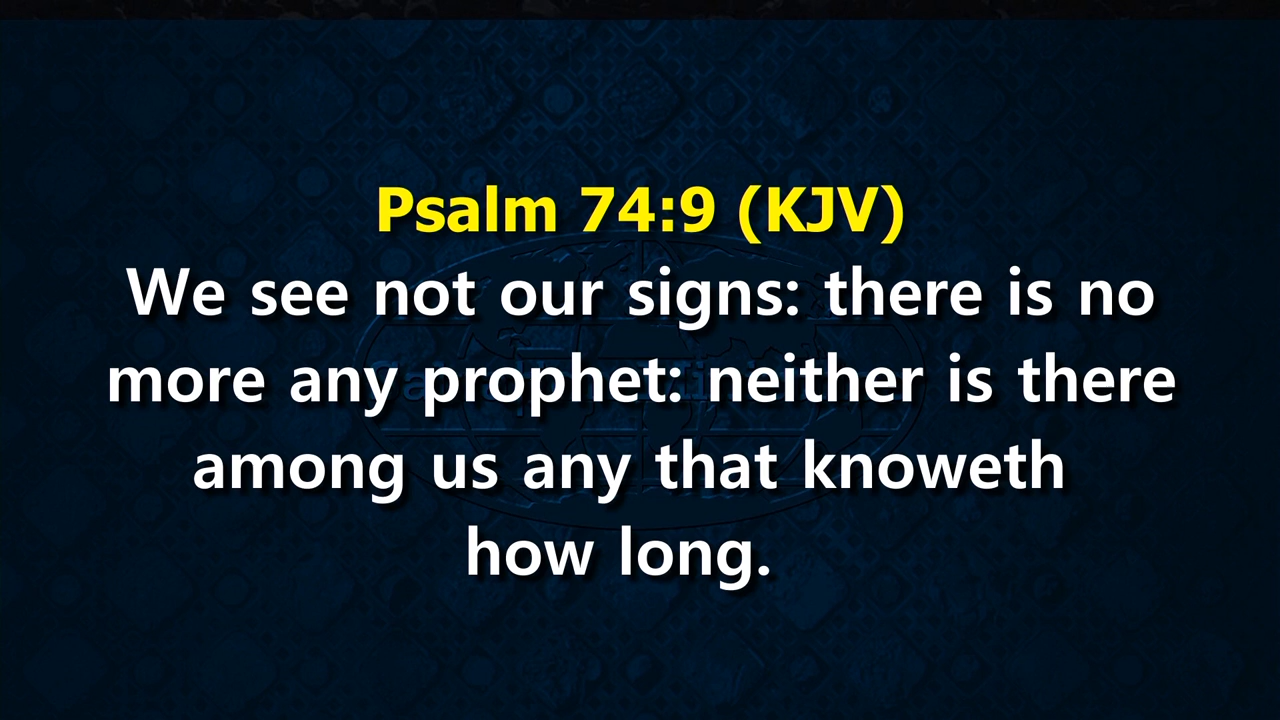 Psalm 74:9 (KJV)
We see not our signs: there is no
more any prophet: neither is there
among us any that knoweth
how long.